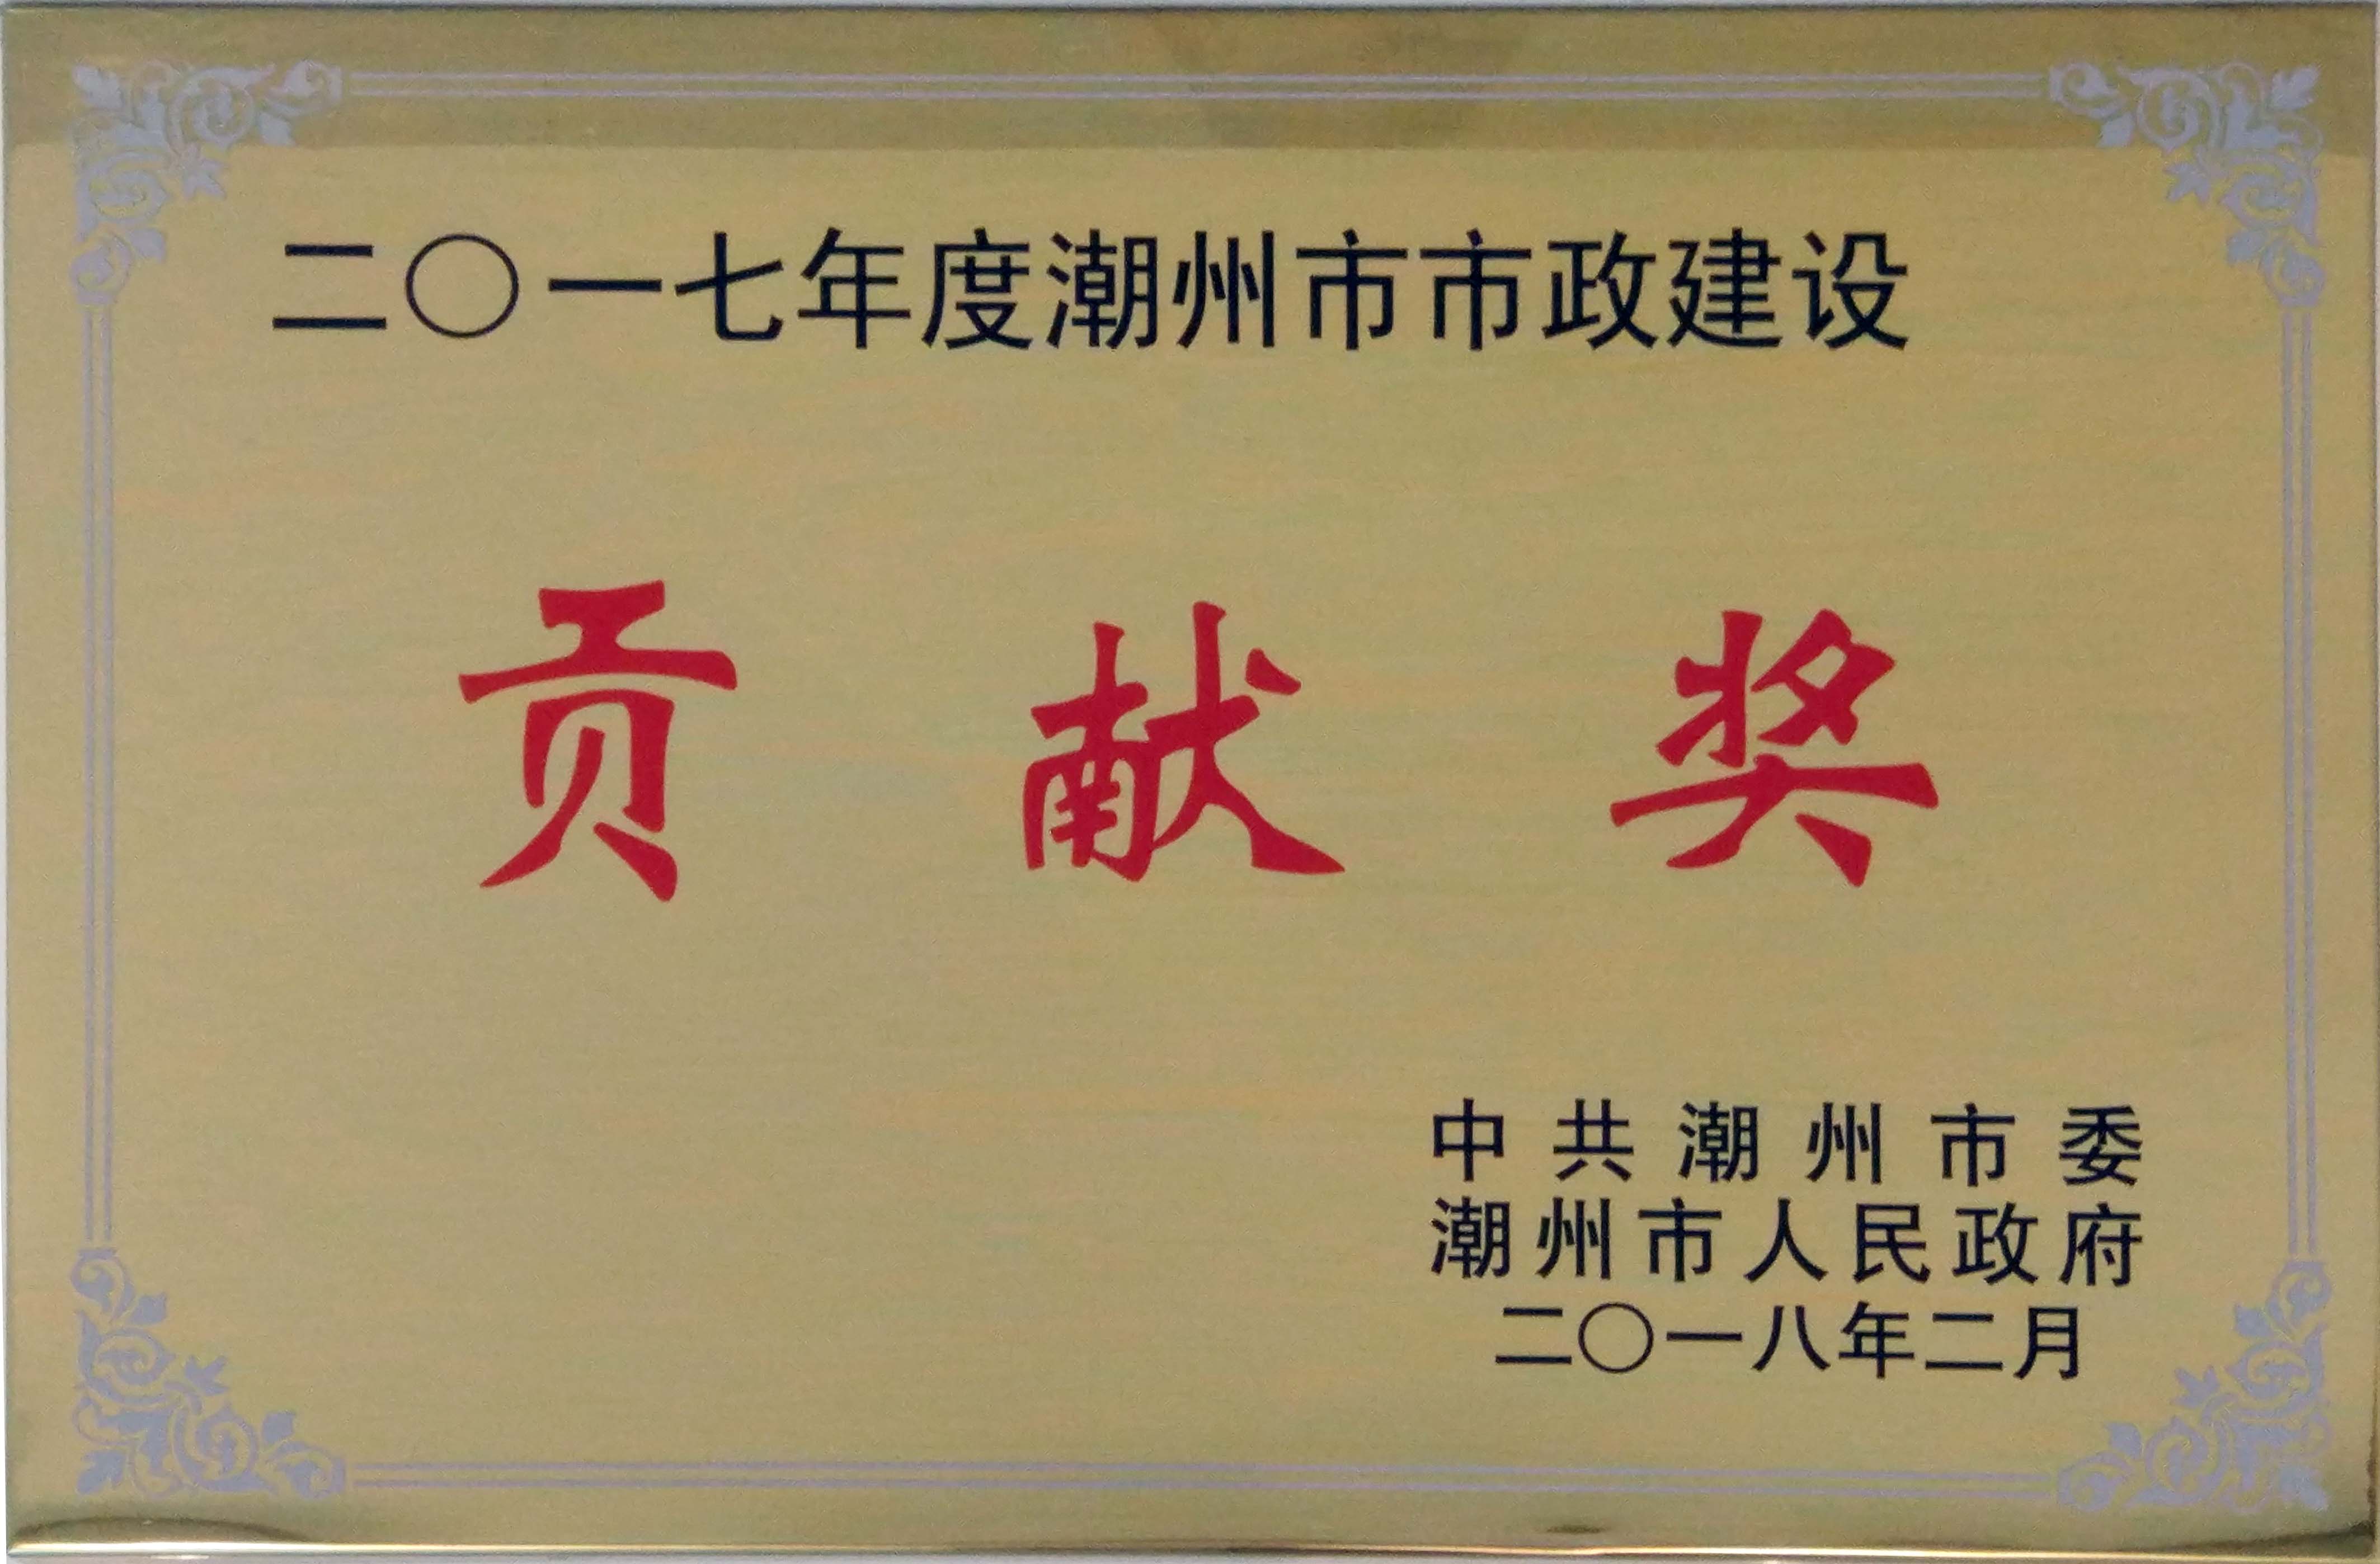 二〇一七年度潮州市市政建设
贡献奖
中共潮州市委
潮州市人民政府
二〇一八年二月